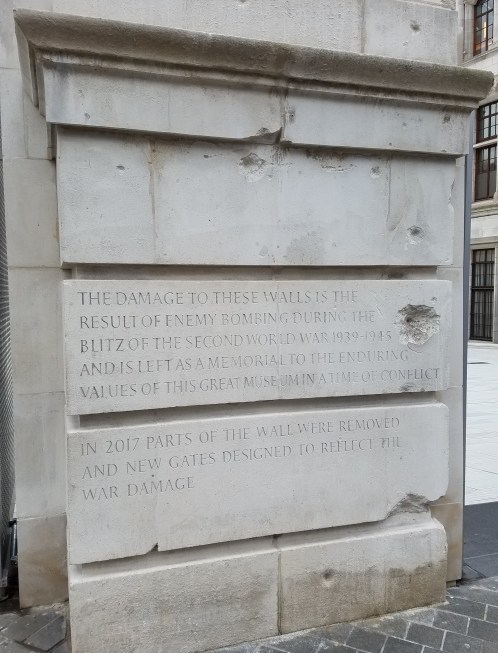 THE DAMAGE TO THESE WALLS IS THE
RESULT OF ENEMY BOMBING DURING THE
BLITZ OF THE SECOND WORLD WAR 1939-1945
AND IS LEFT AS A MEMORIAL TO THE ENDURING
VALUES OF THIS GREAT MUSEUM IN A TIME OF CONFLICT
IN 2017 PARTS OF THE WALL WERE REMOVED
AND NEW GATES DESIGNED TO REFLECT THE
WAR DAMAGE